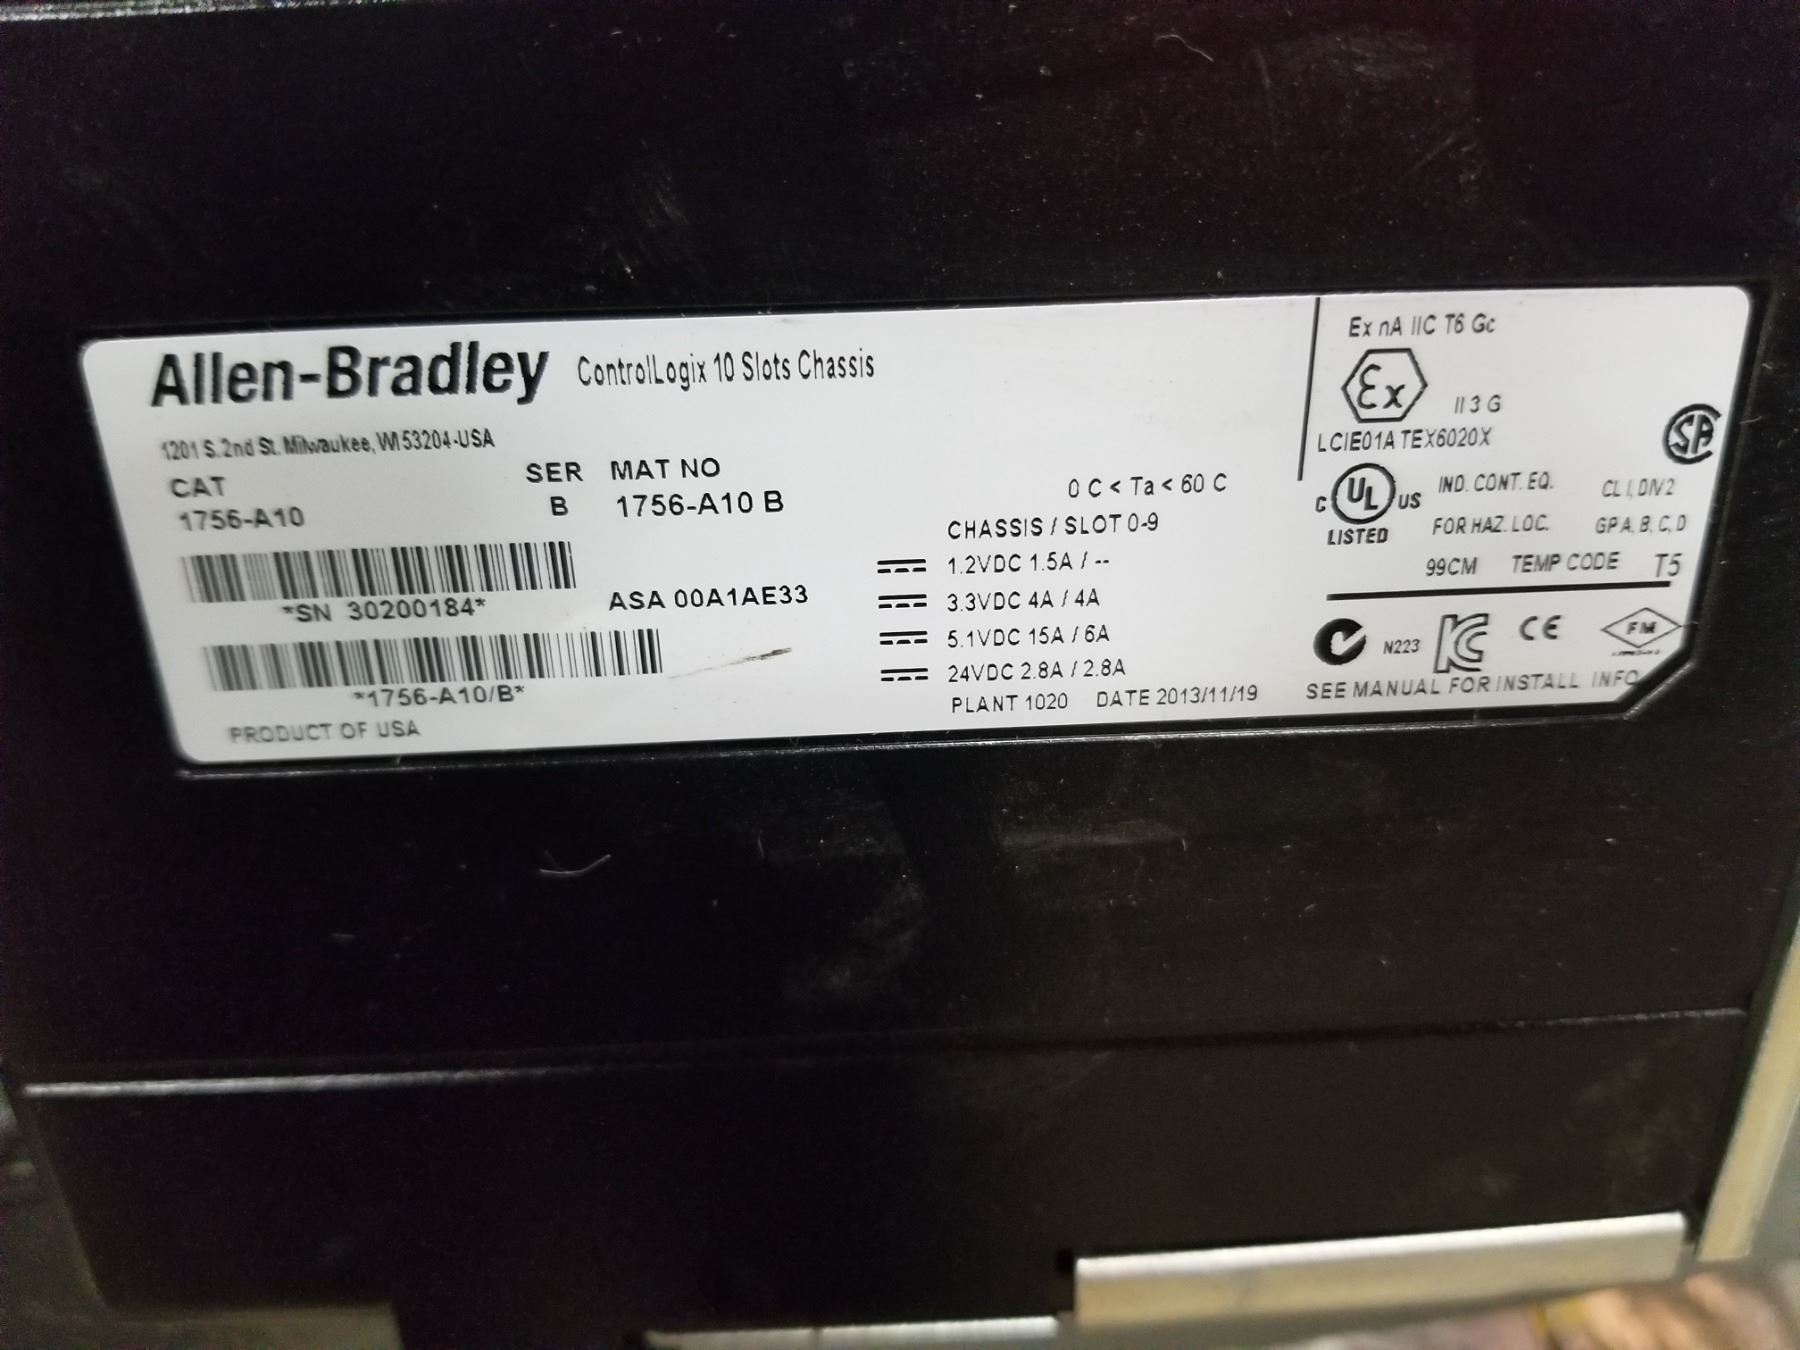 Allen-Bradley ControlLogix 10 Slots Chassis
1201 S. 2nd St. Milwaukee, WI 53204-USA
CAT SER MAT NO
1756-A10 B 1756-A10 B
*SN 30200184* ASA 00A1AE33
*1756-A10/B*
PRODUCT OF USA
0 C < Ta < 60 C
CHASSIS / SLOT 0-9
1.2VDC 1.5A / --
3.3VDC 4A / 4A
5.1VDC 15A / 6A
24VDC 2.8A / 2.8A
PLANT 1020 DATE 2013/11/19
Ex nA IIC T6 Gc
Ex II 3 G
LCIE01ATEX6020X
SA
C UL US LISTED
IND. CONT. EQ. CL I, DIV 2
FOR HAZ. LOC. GP A, B, C, D
99CM TEMP CODE T5
N223 KC CE FM
SEE MANUAL FOR INSTALL INFO